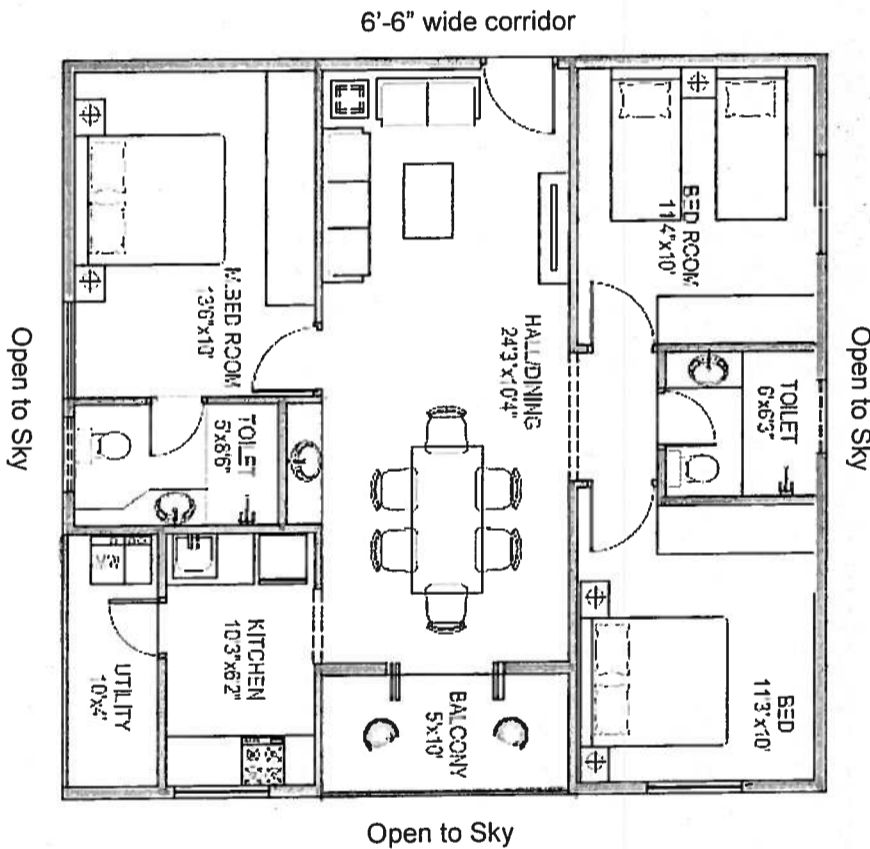 6'-6" wide corridor
Open to Sky
M.BED ROOM
13'6"x10'
HALL/DINING
24'3"x10'4"
BED ROOM
11'4"x10'
Open to Sky
TOILET
5'x8'6"
TOILET
6'x6'3"
KITCHEN
10'3"x6'2"
UTILITY
10'x4'
BALCONY
5'x10'
BED
11'3"x10'
Open to Sky